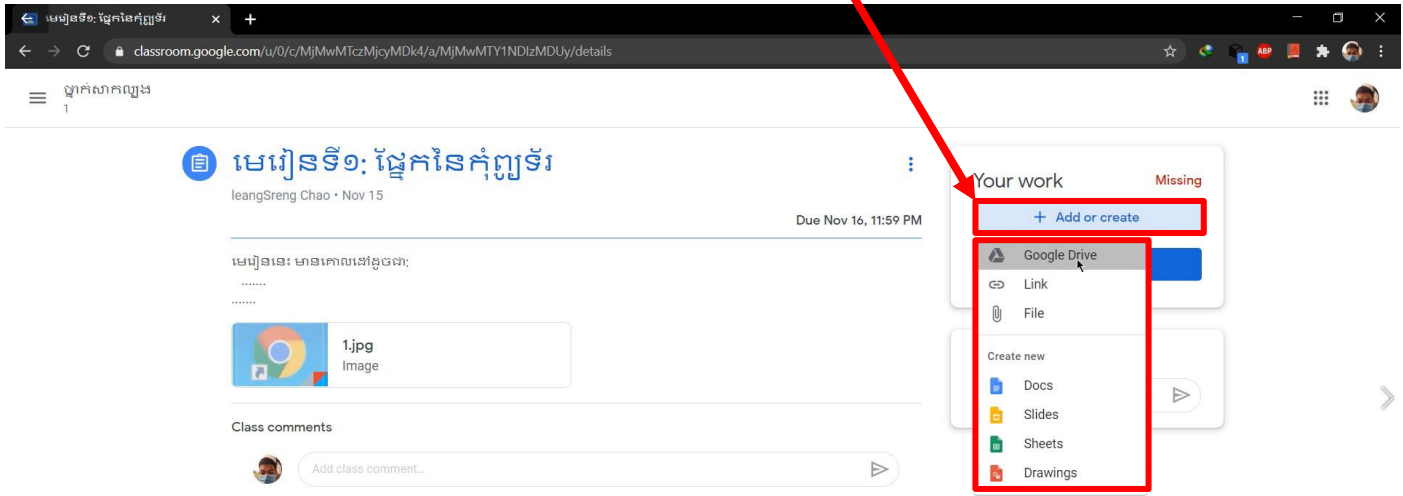 មេរៀនទី១: ផ្នែកនៃកុំព្យូទ័រ
classroom.google.com/u/0/c/MjMwMTczMjcyMDk4/a/MjMwMTY1NDIzMDUy/details
ABP
1
ថ្នាក់សាកល្បង
1
មេរៀនទី១: ផ្នែកនៃកុំព្យូទ័រ
leangSreng Chao • Nov 15
Due Nov 16, 11:59 PM
មេរៀននេះ មានគោលដៅដូចជា:
.......
.......
1.jpg
Image
Class comments
Add class comment...
Your work
Missing
+ Add or create
Google Drive
Link
File
Create new
Docs
Slides
Sheets
Drawings